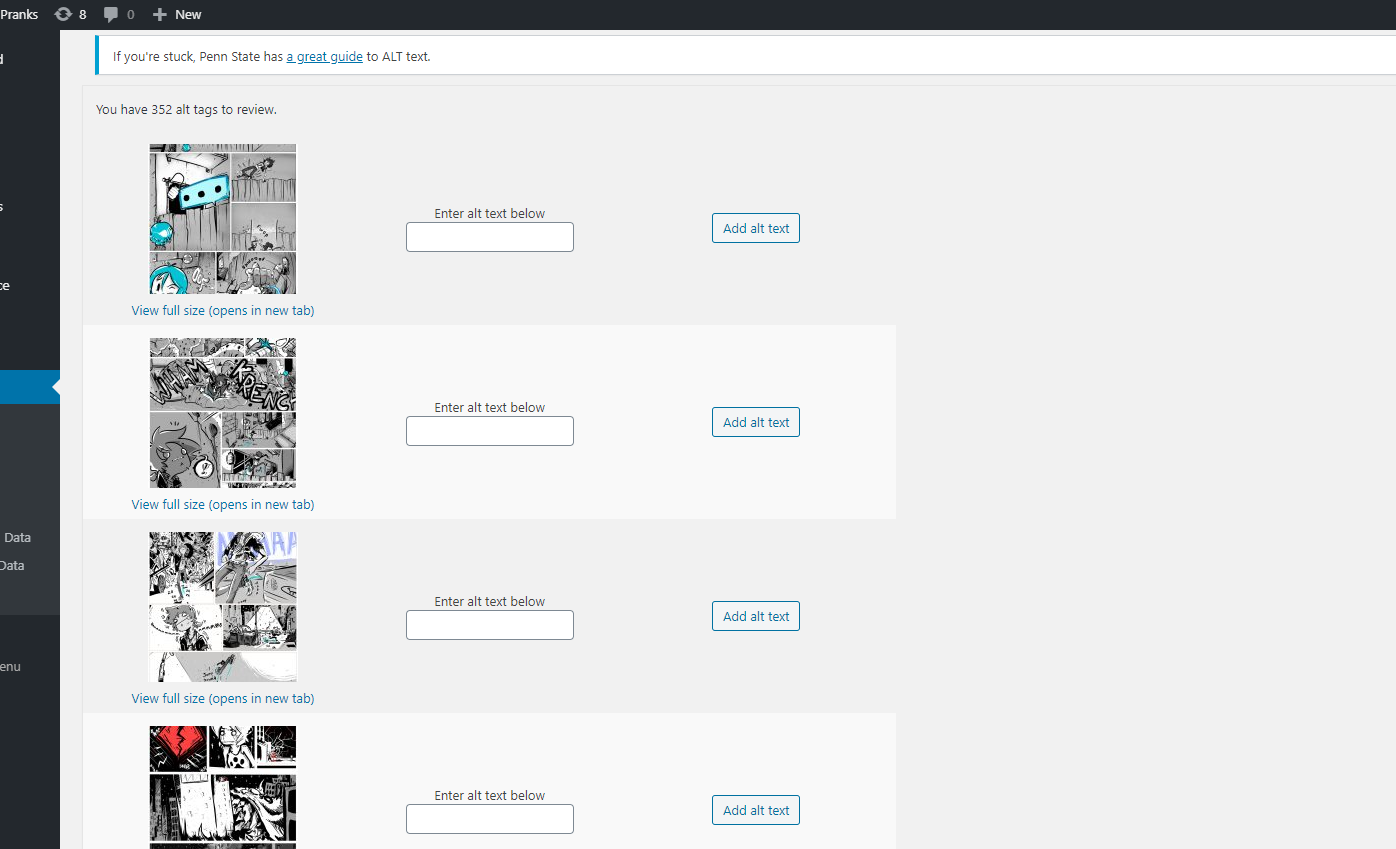 Pranks 8 0 New
If you're stuck, Penn State has a great guide to ALT text.
You have 352 alt tags to review.
Enter alt text below
Add alt text
View full size (opens in new tab)
WHAM
KRRENG
Enter alt text below
Add alt text
View full size (opens in new tab)
Enter alt text below
Add alt text
View full size (opens in new tab)
Data
Data
enu
Enter alt text below
Add alt text